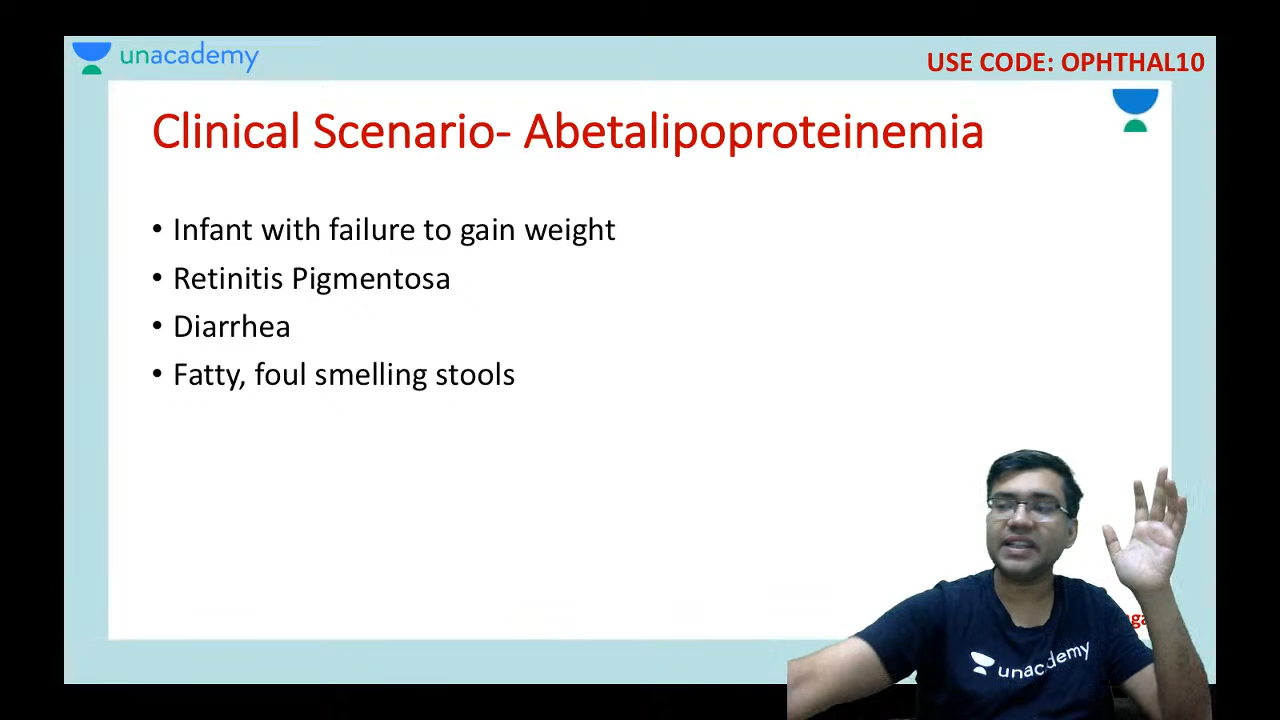 unacademy
USE CODE: OPHTHAL10
Clinical Scenario- Abetalipoproteinemia
• Infant with failure to gain weight
• Retinitis Pigmentosa
• Diarrhea
• Fatty, foul smelling stools
unacademy